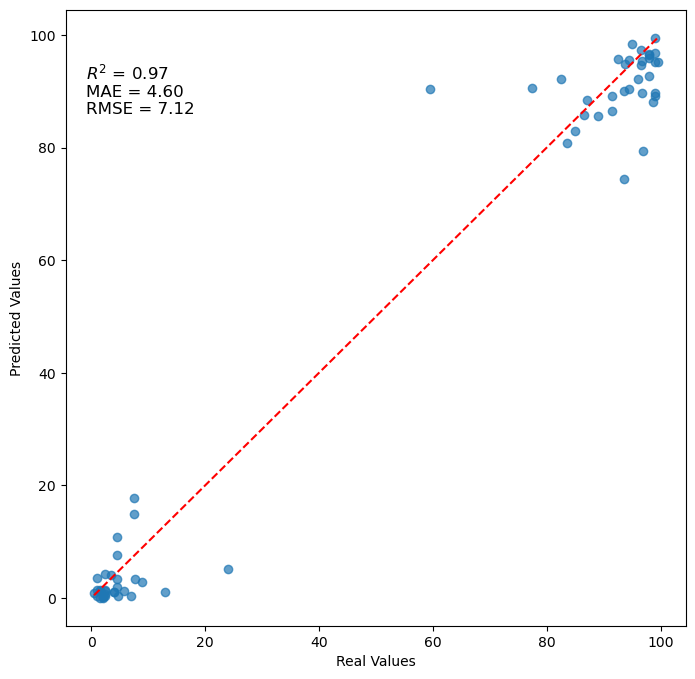 100
R² = 0.97
MAE = 4.60
RMSE = 7.12
80
60
Predicted Values
40
20
0
0 20 40 60 80 100
Real Values